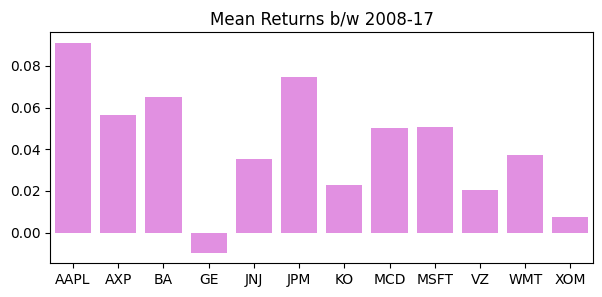 Mean Returns b/w 2008-17
0.08
0.06
0.04
0.02
0.00
AAPL AXP BA GE JNJ JPM KO MCD MSFT VZ WMT XOM